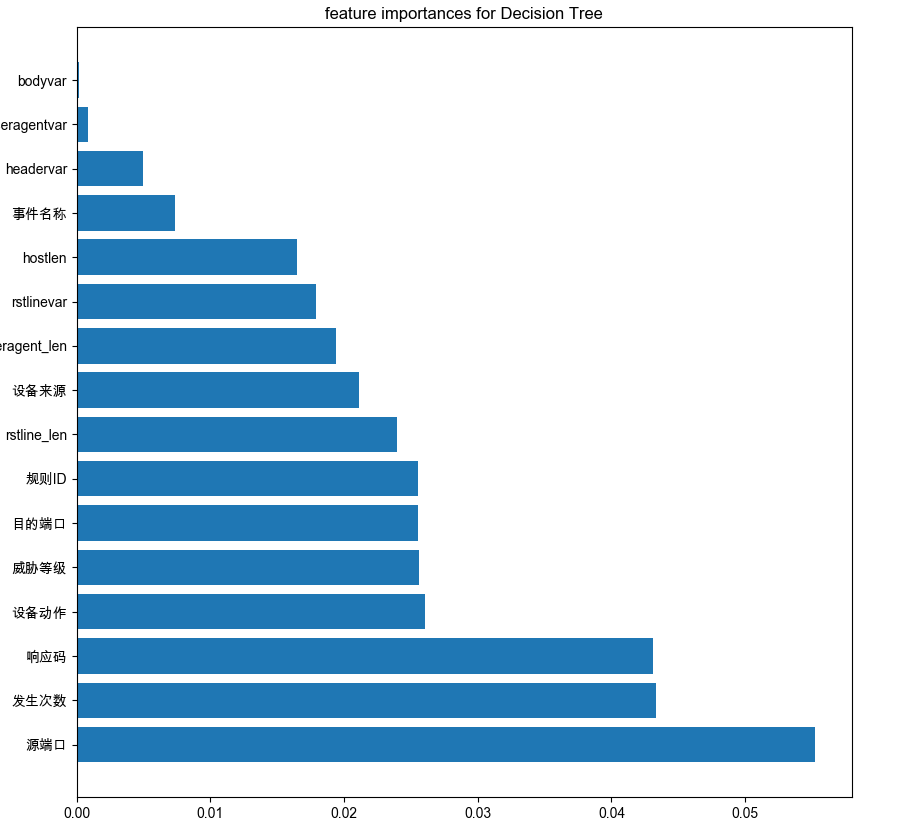 feature importances for Decision Tree
bodyvar
eragentvar
headervar
事件名称
hostlen
rstlinevar
eragent_len
设备来源
rstline_len
规则ID
目的端口
威胁等级
设备动作
响应码
发生次数
源端口
0.00 0.01 0.02 0.03 0.04 0.05